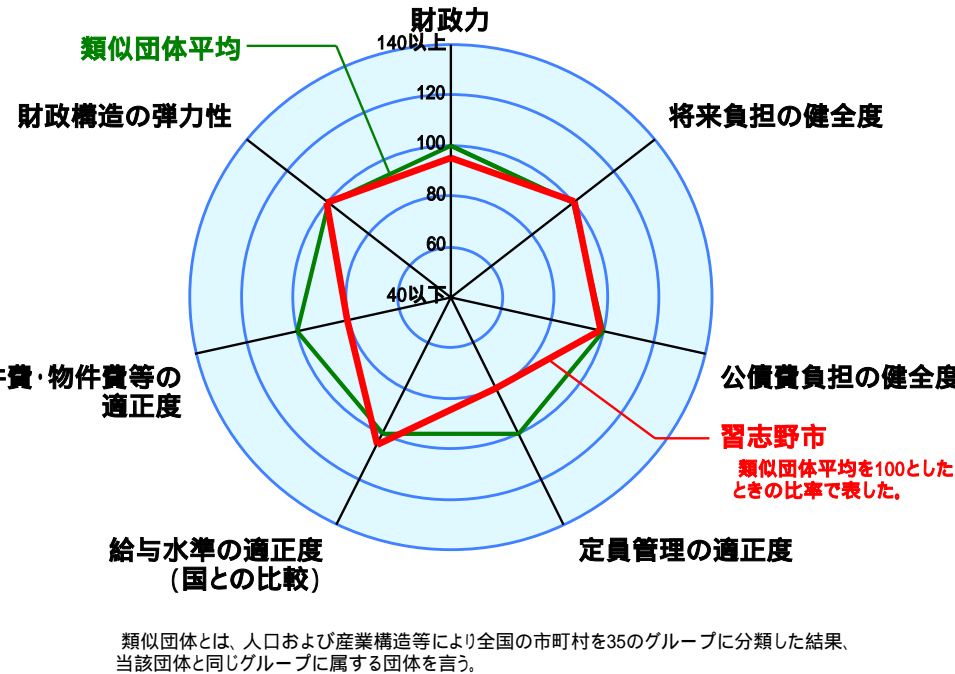 財政力
類似団体平均
140以上
120
100
80
60
40以下
財政構造の弾力性
将来負担の健全度
件費・物件費等の
適正度
公債費負担の健全度
習志野市
類似団体平均を100とした
ときの比率で表した。
給与水準の適正度
(国との比較)
定員管理の適正度
類似団体とは、人口および産業構造等により全国の市町村を35のグループに分類した結果、
当該団体と同じグループに属する団体を言う。